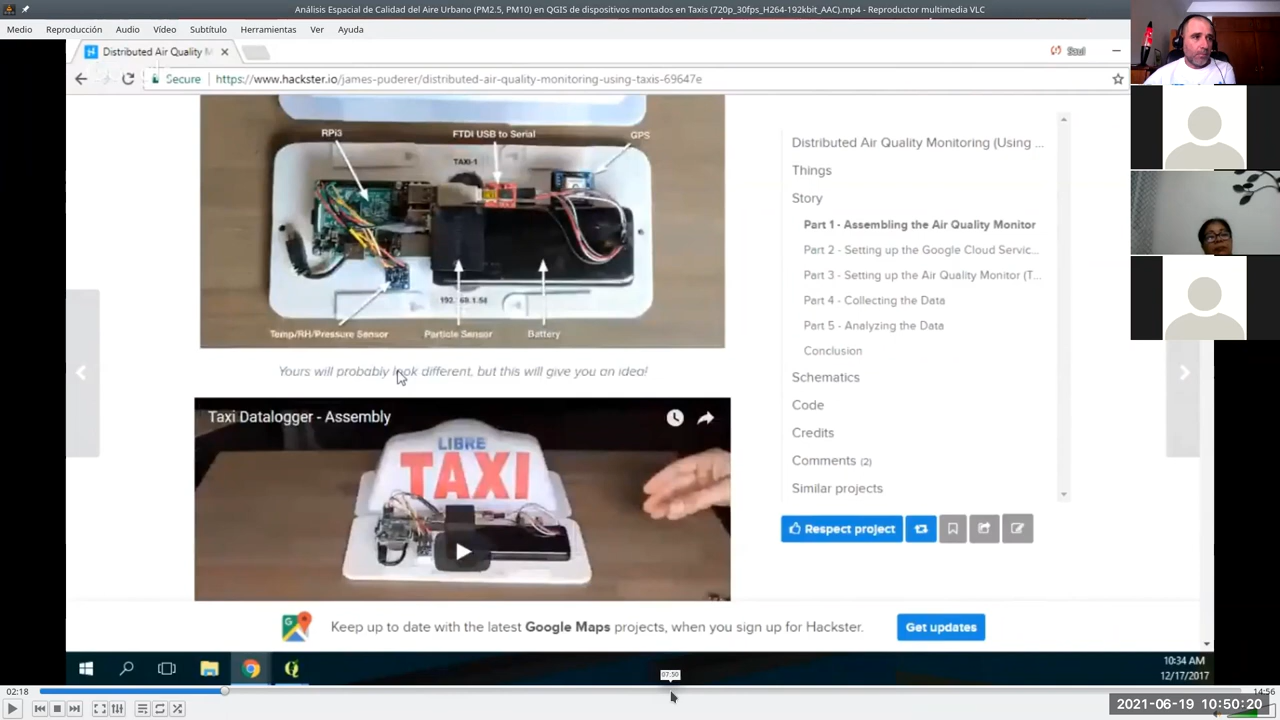 Análisis Espacial de Calidad del Aire Urbano (PM2.5, PM10) en QGIS de dispositivos montados en Taxis (720p_30fps_H264-192kbit_AAC).mp4 - Reproductor multimedia VLC
Medio Reproducción Audio Vídeo Subtítulo Herramientas Ver Ayuda
Distributed Air Quality M
Saul
Secure https://www.hackster.io/james-puderer/distributed-air-quality-monitoring-using-taxis-69647e
RPi3 FTDI USB to Serial GPS
TAXI-1
192.168.1.54
Temp/RH/Pressure Sensor Particle Sensor Battery
Yours will probably look different, but this will give you an idea!
Taxi Datalogger - Assembly
LIBRE
TAXI
Distributed Air Quality Monitoring (Using ...
Things
Story
Part 1 - Assembling the Air Quality Monitor
Part 2 - Setting up the Google Cloud Servic...
Part 3 - Setting up the Air Quality Monitor (T...
Part 4 - Collecting the Data
Part 5 - Analyzing the Data
Conclusion
Schematics
Code
Credits
Comments (2)
Similar projects
Respect project
Keep up to date with the latest Google Maps projects, when you sign up for Hackster.
Get updates
10:34 AM
12/17/2017
07:50
02:18
14:56
2021-06-19 10:50:20